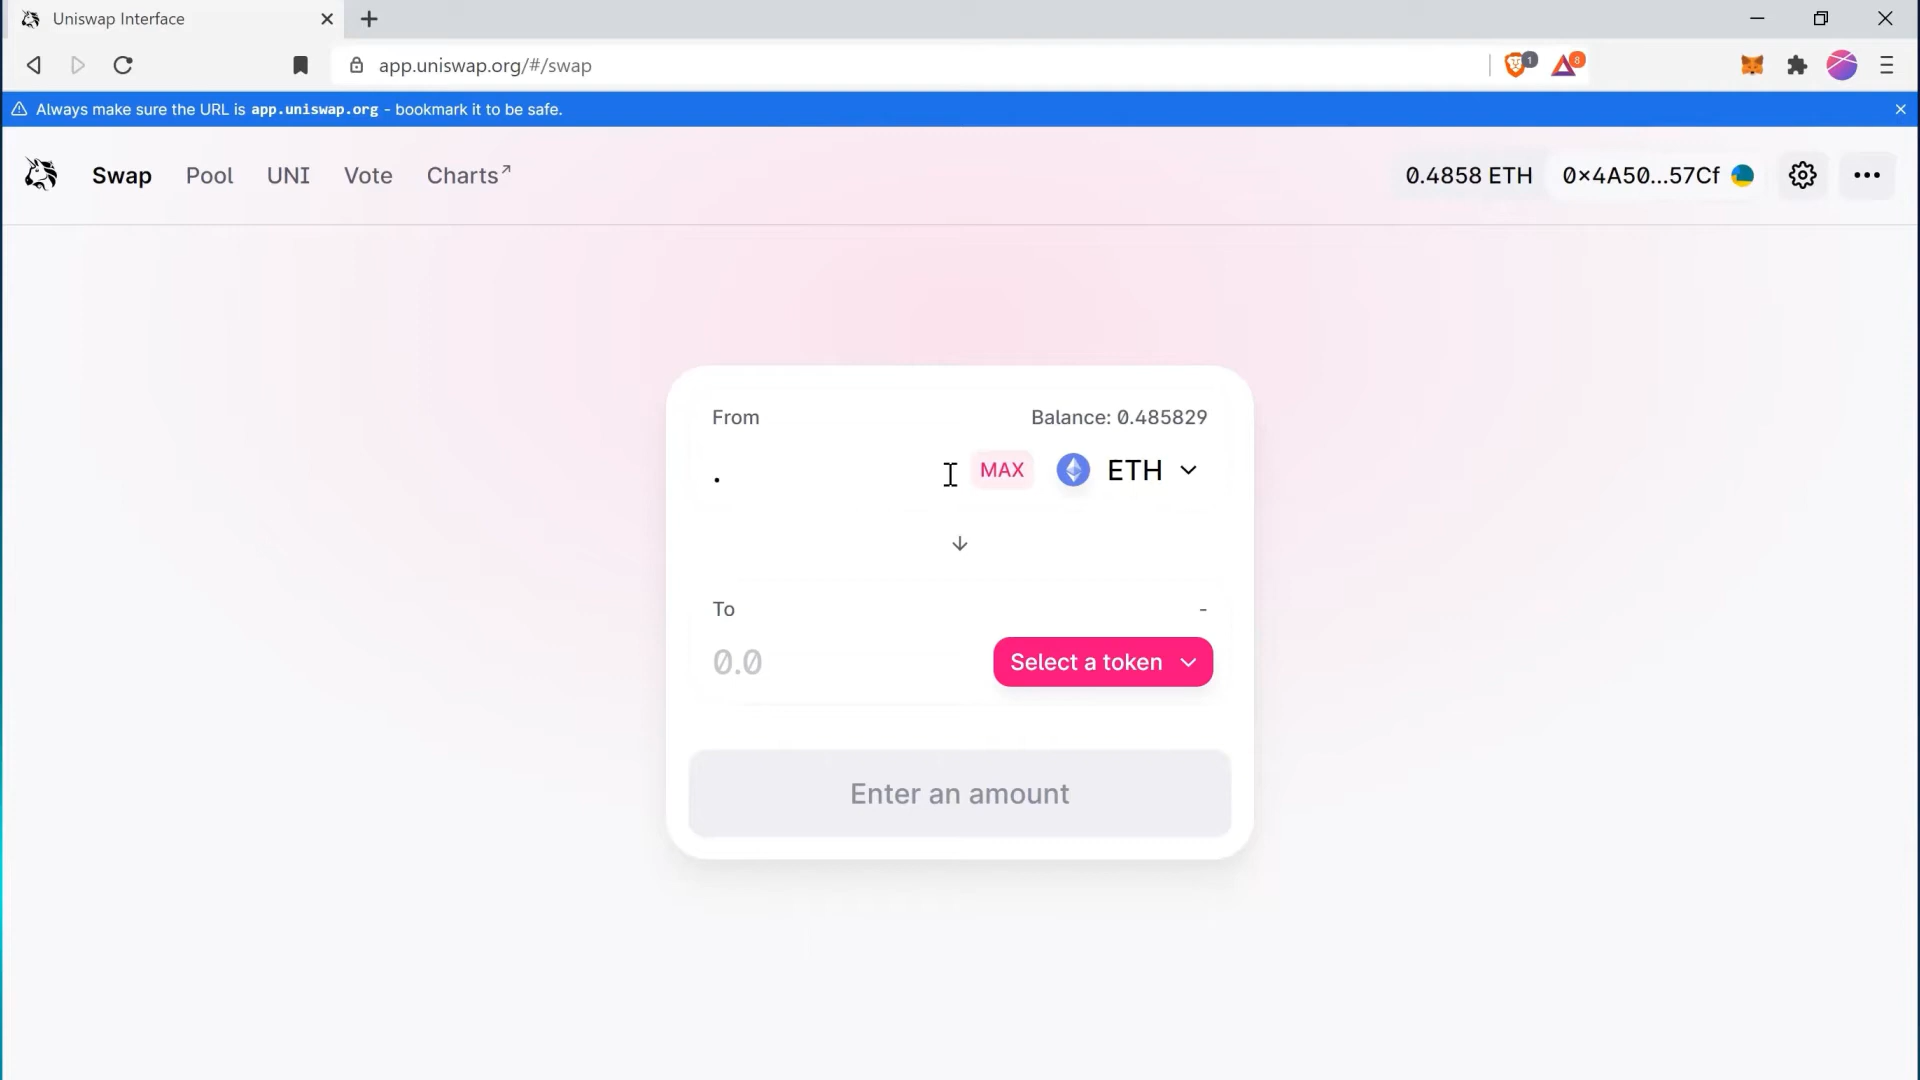 Uniswap Interface
app.uniswap.org/#/swap
1
8
Always make sure the URL is app.uniswap.org - bookmark it to be safe.
Swap Pool UNI Vote Charts↗ 0.4858 ETH 0x4A50...57Cf
From Balance: 0.485829
. MAX ETH
To -
0.0 Select a token
Enter an amount